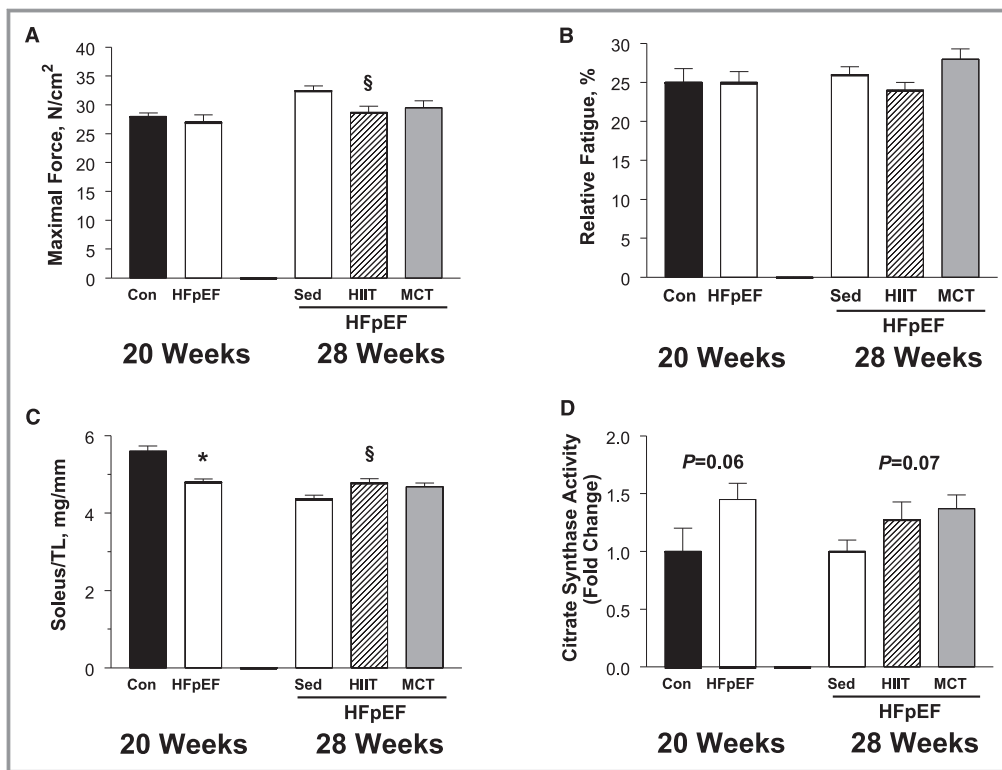 A
Maximal Force, N/cm²
40
35
30
25
20
15
10
5
0
§
Con HFpEF Sed HIIT MCT
HFpEF
20 Weeks 28 Weeks
B
Relative Fatigue, %
30
25
20
15
10
5
0
Con HFpEF Sed HIIT MCT
HFpEF
20 Weeks 28 Weeks
C
Soleus/TL, mg/mm
6
4
2
0
*
§
Con HFpEF Sed HIIT MCT
HFpEF
20 Weeks 28 Weeks
D
Citrate Synthase Activity
(Fold Change)
2.0
1.5
1.0
0.5
0.0
P=0.06
P=0.07
Con HFpEF Sed HIIT MCT
HFpEF
20 Weeks 28 Weeks